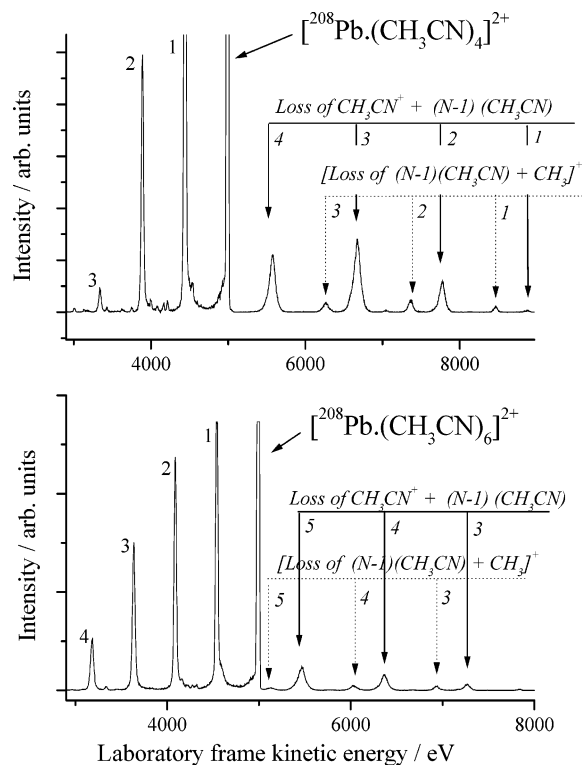 [²⁰⁸Pb.(CH₃CN)₄]²⁺
1
2
3
Loss of CH₃CN⁺ + (N-1) (CH₃CN)
4 3 2 1
[Loss of (N-1)(CH₃CN) + CH₃]⁺
3 2 1
Intensity / arb. units
4000 6000 8000
[²⁰⁸Pb.(CH₃CN)₆]²⁺
1
2
3
4
Loss of CH₃CN⁺ + (N-1) (CH₃CN)
5 4 3
[Loss of (N-1)(CH₃CN) + CH₃]⁺
5 4 3
Intensity / arb. units
4000 6000 8000
Laboratory frame kinetic energy / eV